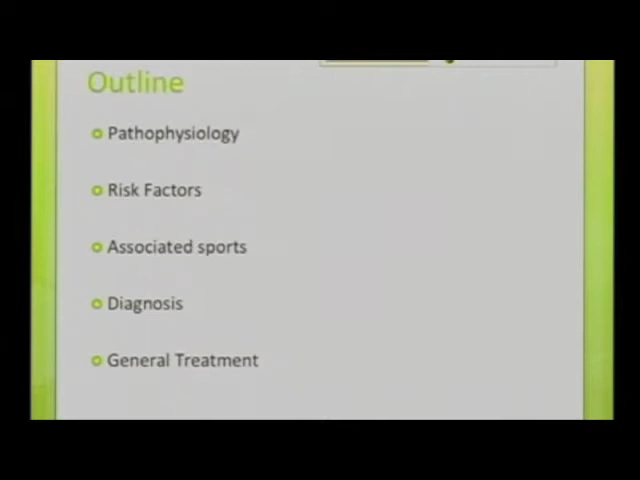 Outline
Pathophysiology
Risk Factors
Associated sports
Diagnosis
General Treatment